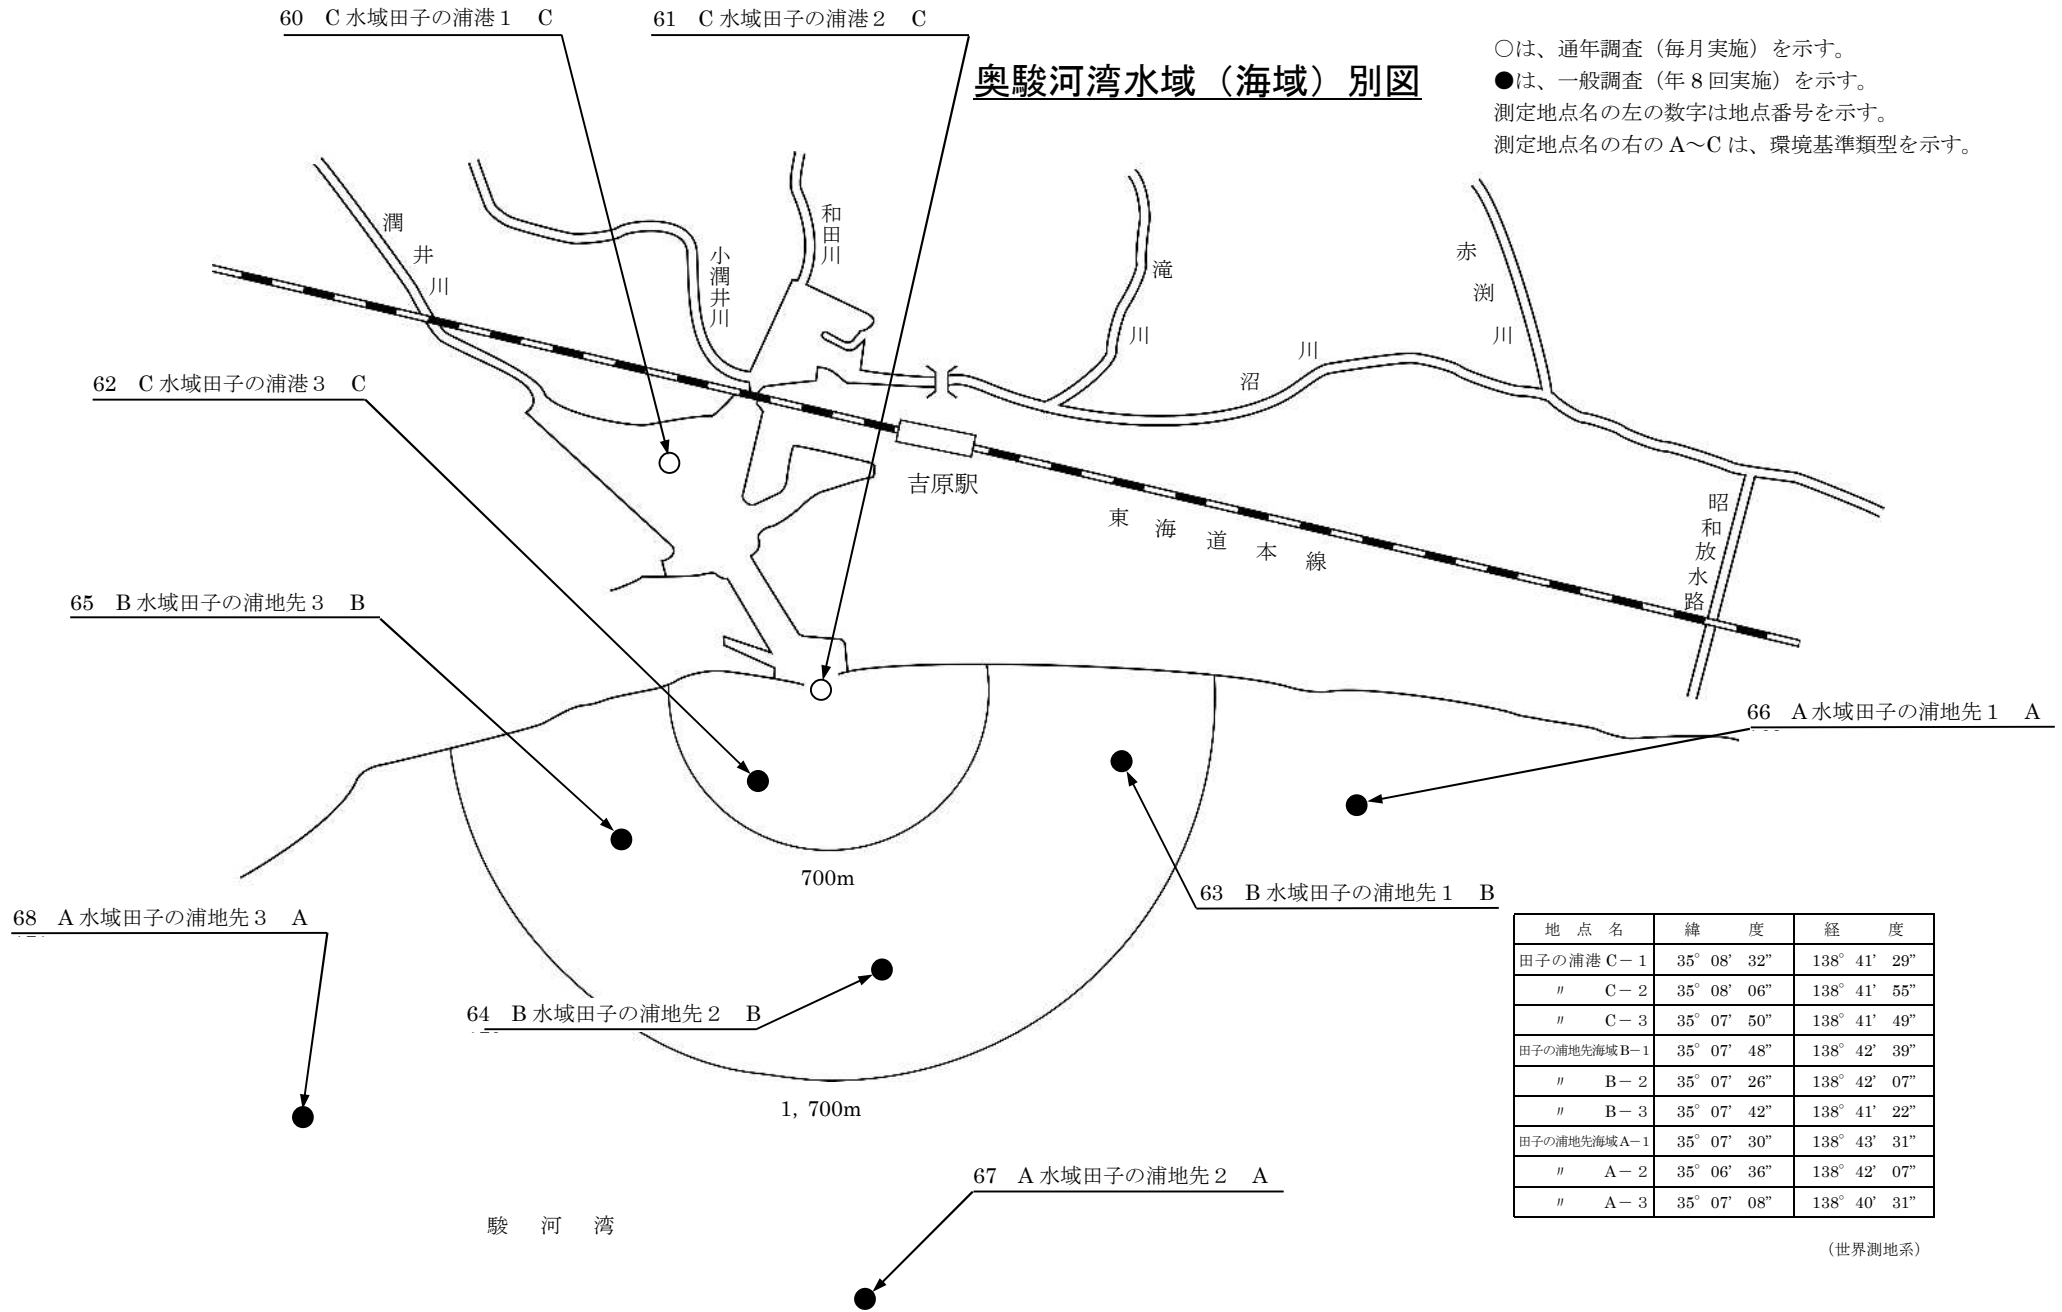 60　C水域田子の浦港１　C
61　C水域田子の浦港２　C
奥駿河湾水域（海域）別図
○は、通年調査（毎月実施）を示す。
●は、一般調査（年8回実施）を示す。
測定地点名の左の数字は地点番号を示す。
測定地点名の右のA～Cは、環境基準類型を示す。
潤井川
小潤井川
和田川
滝川
赤渕川
沼川
62　C水域田子の浦港３　C
吉原駅
東海道本線
昭和放水路
65　B水域田子の浦地先３　B
66　A水域田子の浦地先１　A
700m
63　B水域田子の浦地先１　B
68　A水域田子の浦地先３　A
64　B水域田子の浦地先２　B
1, 700m
67　A水域田子の浦地先２　A
駿河湾
地点名　緯度　経度
田子の浦港C－1　35°08’32”　138°41’29”
〃　C－2　35°08’06”　138°41’55”
〃　C－3　35°07’50”　138°41’49”
田子の浦地先海域B－1　35°07’48”　138°42’39”
〃　B－2　35°07’26”　138°42’07”
〃　B－3　35°07’42”　138°41’22”
田子の浦地先海域A－1　35°07’30”　138°43’31”
〃　A－2　35°06’36”　138°42’07”
〃　A－3　35°07’08”　138°40’31”
（世界測地系）